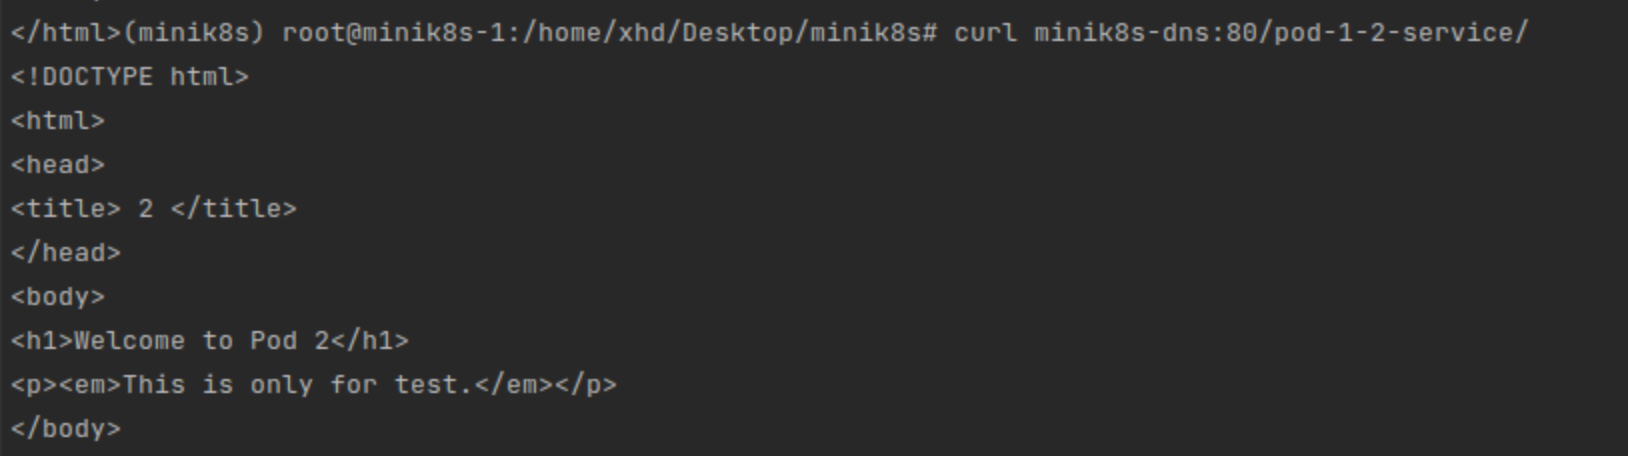 </html>(minik8s) root@minik8s-1:/home/xhd/Desktop/minik8s# curl minik8s-dns:80/pod-1-2-service/
<!DOCTYPE html>
<html>
<head>
<title> 2 </title>
</head>
<body>
<h1>Welcome to Pod 2</h1>
<p><em>This is only for test.</em></p>
</body>